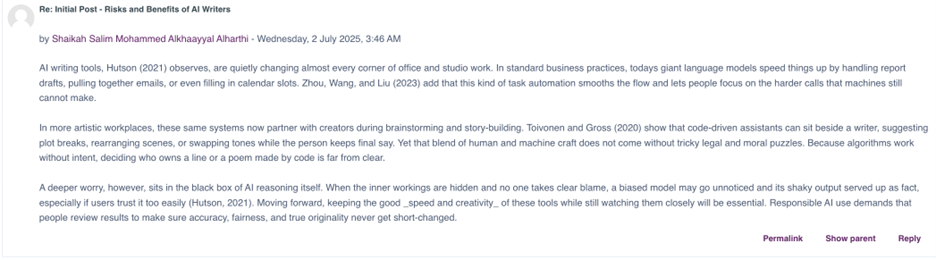 Re: Initial Post - Risks and Benefits of AI Writers
by Shaikah Salim Mohammed Alkhaayyal Alharthi - Wednesday, 2 July 2025, 3:46 AM
AI writing tools, Hutson (2021) observes, are quietly changing almost every corner of office and studio work. In standard business practices, todays giant language models speed things up by handling report
drafts, pulling together emails, or even filling in calendar slots. Zhou, Wang, and Liu (2023) add that this kind of task automation smooths the flow and lets people focus on the harder calls that machines still
cannot make.
In more artistic workplaces, these same systems now partner with creators during brainstorming and story-building. Toivonen and Gross (2020) show that code-driven assistants can sit beside a writer, suggesting
plot breaks, rearranging scenes, or swapping tones while the person keeps final say. Yet that blend of human and machine craft does not come without tricky legal and moral puzzles. Because algorithms work
without intent, deciding who owns a line or a poem made by code is far from clear.
A deeper worry, however, sits in the black box of AI reasoning itself. When the inner workings are hidden and no one takes clear blame, a biased model may go unnoticed and its shaky output served up as fact,
especially if users trust it too easily (Hutson, 2021). Moving forward, keeping the good _speed and creativity_ of these tools while still watching them closely will be essential. Responsible AI use demands that
people review results to make sure accuracy, fairness, and true originality never get short-changed.
Permalink Show parent Reply